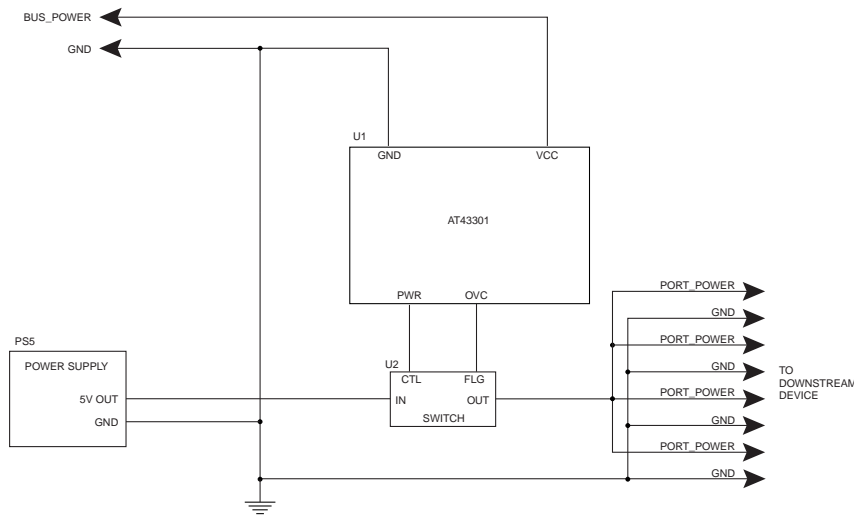 BUS_POWER
GND
U1
GND VCC
AT43301
PWR OVC
PORT_POWER
GND
PORT_POWER
GND
PORT_POWER
GND
PORT_POWER
GND
TO
DOWNSTREAM
DEVICE
PS5
POWER SUPPLY
5V OUT
GND
U2
CTL FLG
IN OUT
SWITCH